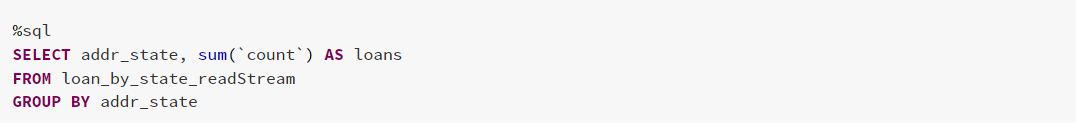 %sql
SELECT addr_state, sum(`count`) AS loans
FROM loan_by_state_readStream
GROUP BY addr_state